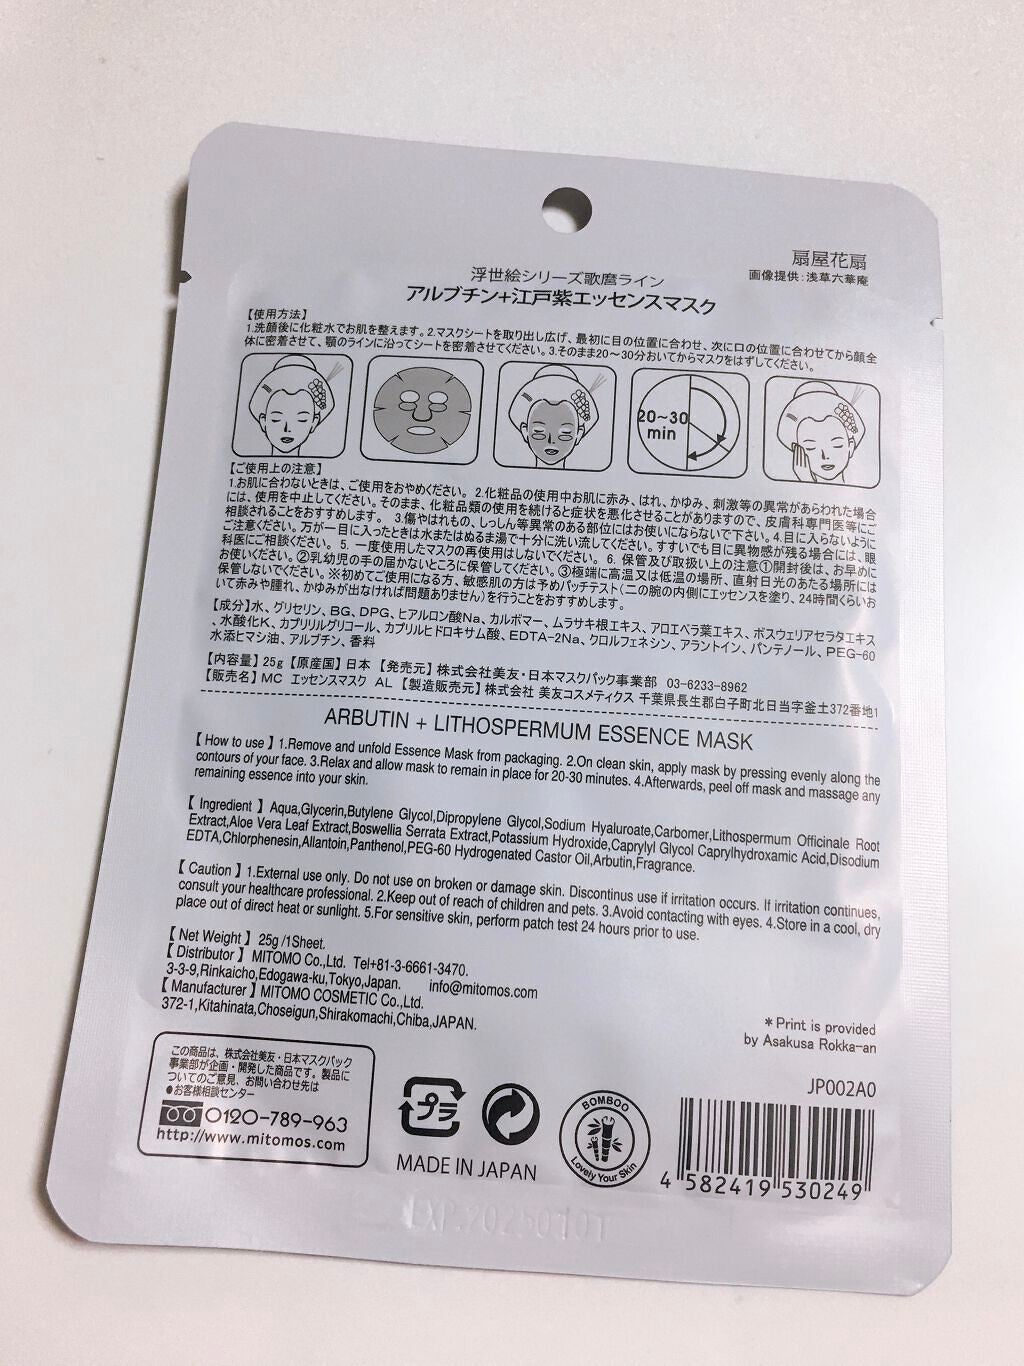 扇屋花扇
画像提供:浅草六華庵
浮世絵シリーズ歌麿ライン
アルブチン+江戸紫エッセンスマスク
【使用方法】
1.洗顔後に化粧水でお肌を整えます。2.マスクシートを取り出し広げ、最初に目の位置に合わせ、次に口の位置に合わせてから顔全
体に密着させて、顎のラインに沿ってシートを密着させてください。3.そのまま20〜30分おいてからマスクをはずしてください。
20~30
min
【ご使用上の注意】
1.お肌に合わないときは、ご使用をおやめください。 2.化粧品の使用中お肌に赤み、はれ、かゆみ、刺激等の異常があらわれた場合
には、使用を中止してください。そのまま、化粧品類の使用を続けると症状を悪化させることがありますので、皮膚科専門医等にご
相談されることをおすすめします。 3.傷やはれもの、しっしん等異常のある部位にはお使いにならないで下さい。4.目に入らないように
ご注意ください。万が一目に入ったときは水またはぬるま湯で十分に洗い流してください。すすいでも目に異物感が残る場合には、眼
科医にご相談ください。 5. 一度使用したマスクの再使用はしないでください。 6. 保管及び取扱い上の注意①開封後は、お早めに
お使いください。②乳幼児の手の届かないところに保管してください。③極端に高温又は低温の場所、直射日光のあたる場所には
保管しないでください。※初めてご使用になる方、敏感肌の方は予めパッチテスト(二の腕の内側にエッセンスを塗り、24時間くらいお
いて赤みや腫れ、かゆみが出なければ問題ありません)を行うことをおすすめします。
【成分】水、グリセリン、BG、DPG、ヒアルロン酸Na、カルボマー、ムラサキ根エキス、アロエベラ葉エキス、ボスウェリアセラタエキス
、水酸化K、カプリリルグリコール、カプリルヒドロキサム酸、EDTA-2Na、クロルフェネシン、アラントイン、パンテノール、PEG-60
水添ヒマシ油、アルブチン、香料
【内容量】25g【原産国】日本 【発売元】株式会社美友・日本マスクパック事業部 03-6233-8962
【販売名】MC エッセンスマスク AL 【製造販売元】株式会社 美友コスメティクス 千葉県長生郡白子町北日当字釜土372番地1
ARBUTIN + LITHOSPERMUM ESSENCE MASK
【 How to use 】1.Remove and unfold Essence Mask from packaging. 2.On clean skin, apply mask by pressing evenly along the
contours of your face. 3.Relax and allow mask to remain in place for 20-30 minutes. 4.Afterwards, peel off mask and massage any
remaining essence into your skin.
【 Ingredient 】Aqua,Glycerin,Butylene Glycol,Dipropylene Glycol,Sodium Hyaluroate,Carbomer,Lithospermum Officinale Root
Extract,Aloe Vera Leaf Extract,Boswellia Serrata Extract,Potassium Hydroxide,Caprylyl Glycol Caprylhydroxamic Acid,Disodium
EDTA,Chlorphenesin,Allantoin,Panthenol,PEG-60 Hydrogenated Castor Oil,Arbutin,Fragrance.
【 Caution 】1.External use only. Do not use on broken or damage skin. Discontinus use if irritation occurs. If irritation continues,
consult your healthcare professional. 2.Keep out of reach of children and pets. 3.Avoid contacting with eyes. 4.Store in a cool, dry
place out of direct heat or sunlight. 5.For sensitive skin, perform patch test 24 hours prior to use.
【 Net Weight 】 25g /1Sheet.
【 Distributor 】 MITOMO Co.,Ltd. Tel+81-3-6661-3470.
3-3-9,Rinkaicho,Edogawa-ku,Tokyo,Japan. info@mitomos.com
【 Manufacturer 】MITOMO COSMETIC Co.,Ltd.
372-1,Kitahinata,Choseigun,Shirakomachi,Chiba,JAPAN.
*Print is provided
by Asakusa Rokka-an
この商品は、株式会社美友・日本マスクパック
事業部が企画・開発した商品です。製品に
ついてのご意見、お問い合わせ先は
●お客様相談センター
0120-789-963
http://www.mitomos.com
プラ
MADE IN JAPAN
BOMBOO
Lovely Your Skin
JP002A0
4 582419 530249
EXP.20250101